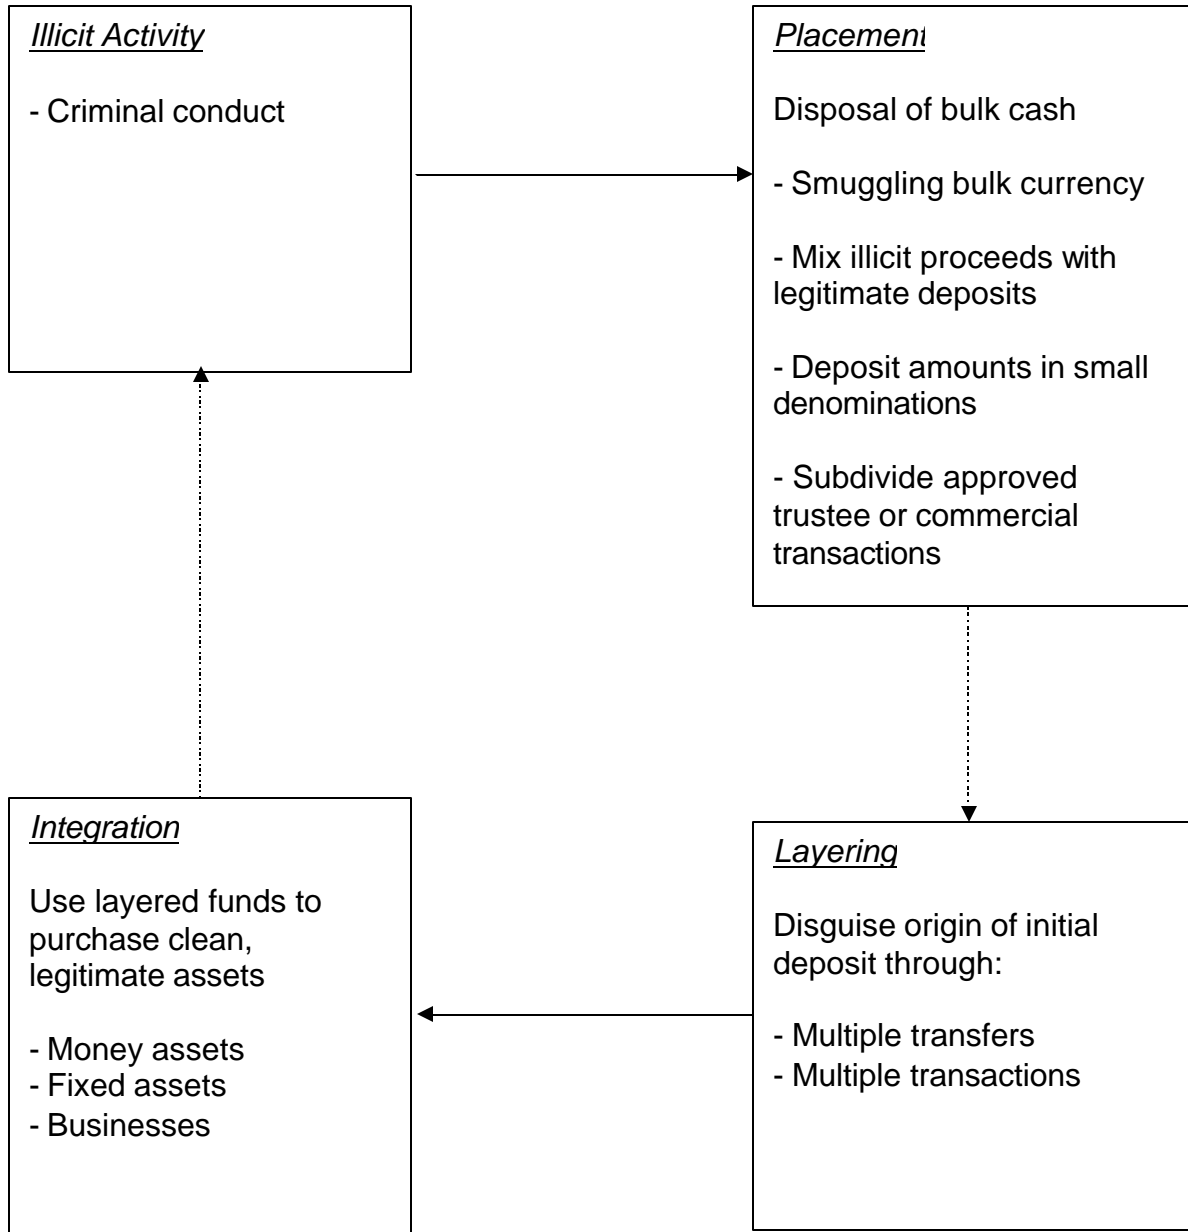 Illicit Activity
- Criminal conduct
Placement
Disposal of bulk cash
- Smuggling bulk currency
- Mix illicit proceeds with
legitimate deposits
- Deposit amounts in small
denominations
- Subdivide approved
trustee or commercial
transactions
Layering
Disguise origin of initial
deposit through:
- Multiple transfers
- Multiple transactions
Integration
Use layered funds to
purchase clean,
legitimate assets
- Money assets
- Fixed assets
- Businesses